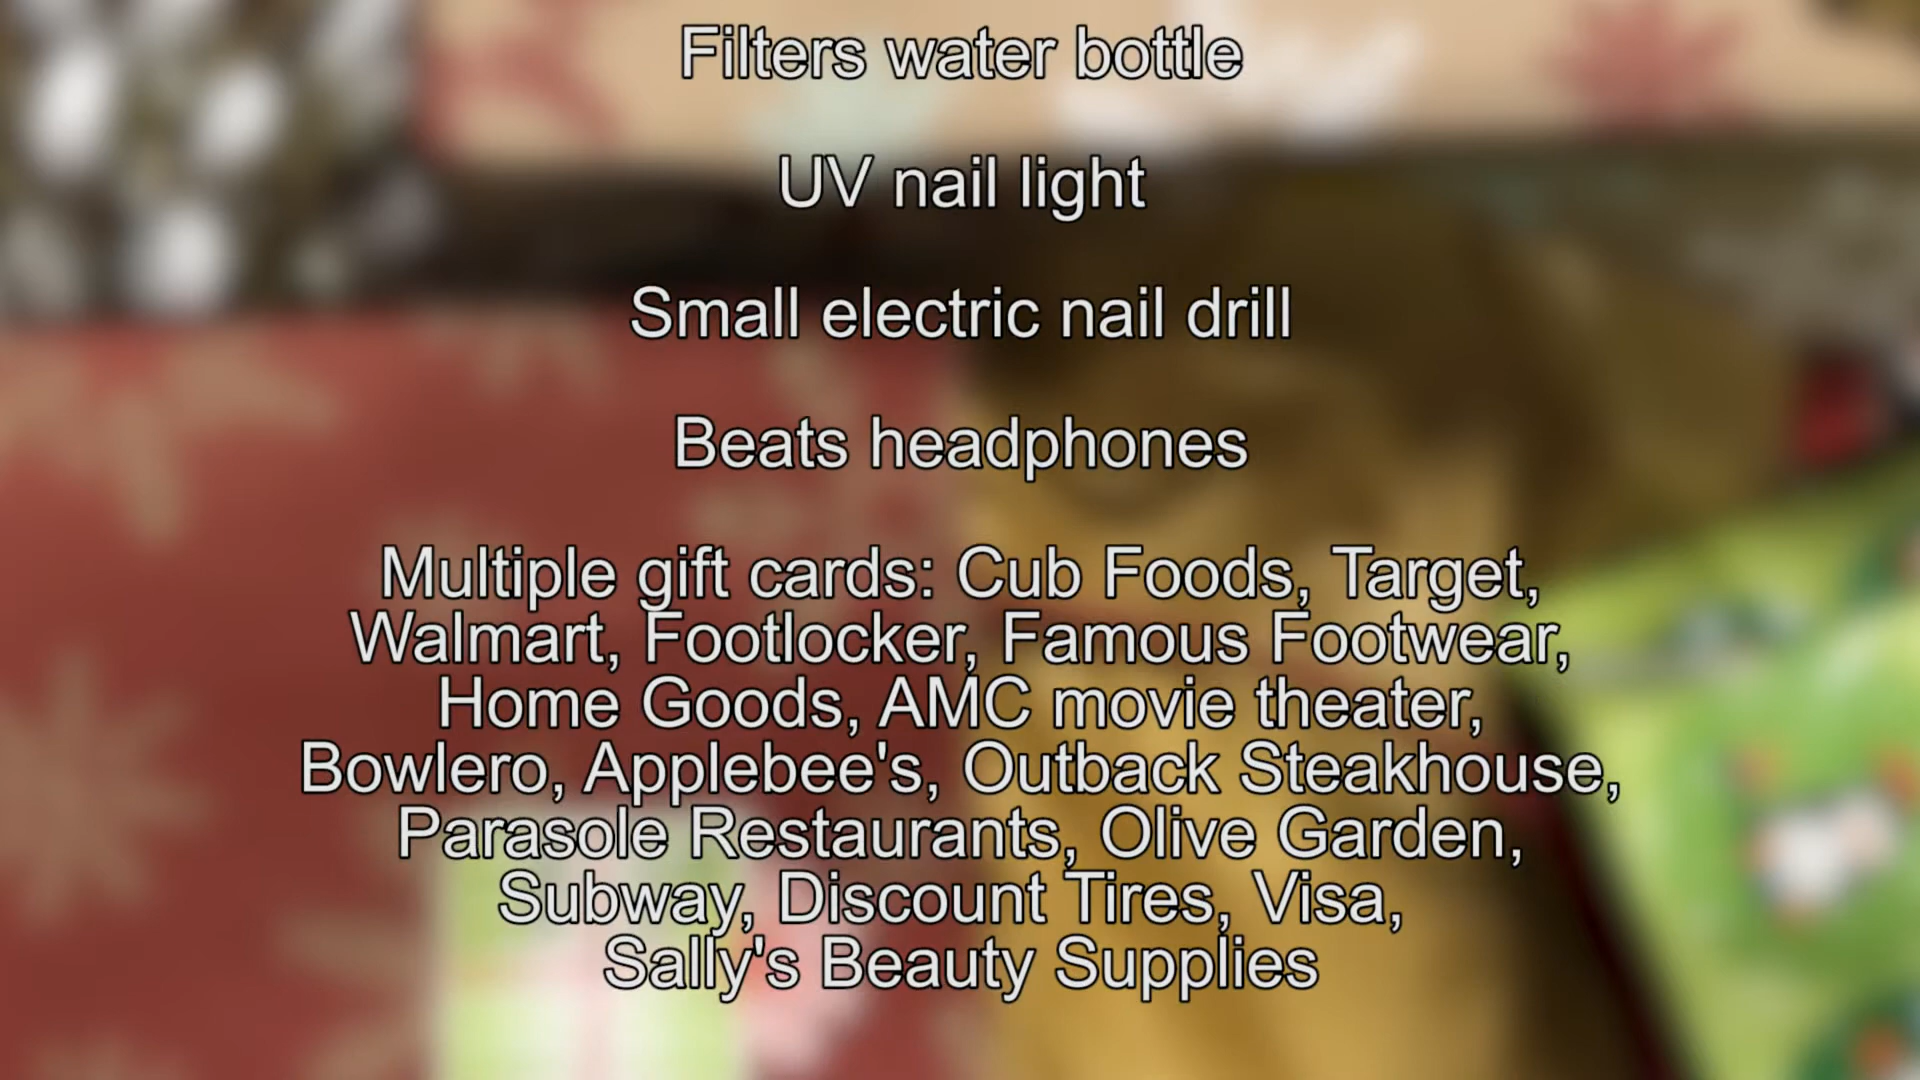 Filters water bottle
UV nail light
Small electric nail drill
Beats headphones
Multiple gift cards: Cub Foods, Target,
Walmart, Footlocker, Famous Footwear,
Home Goods, AMC movie theater,
Bowlero, Applebee's, Outback Steakhouse,
Parasole Restaurants, Olive Garden,
Subway, Discount Tires, Visa,
Sally's Beauty Supplies